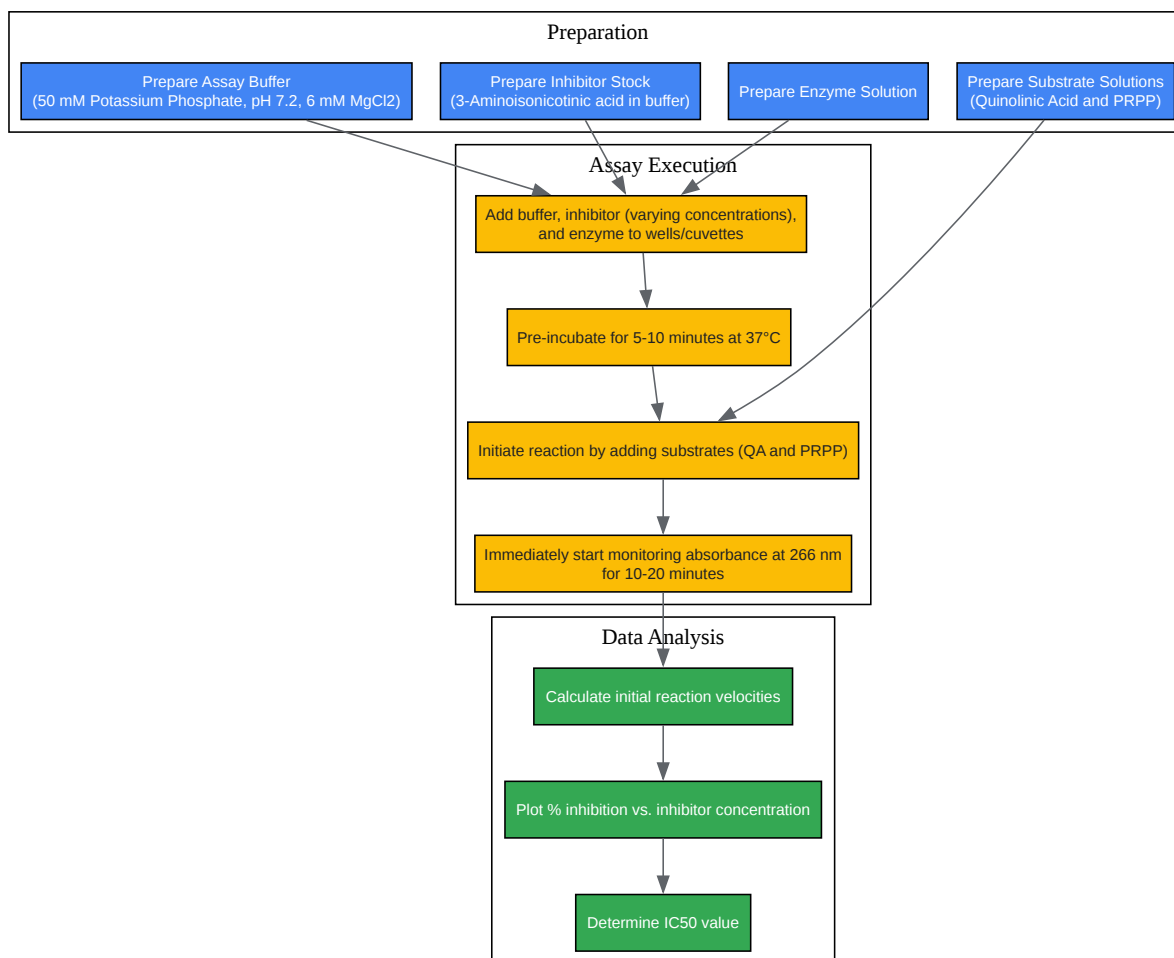 Preparation
Prepare Assay Buffer
(50 mM Potassium Phosphate, pH 7.2, 6 mM MgCl2)
Prepare Inhibitor Stock
(3-Aminoisonicotinic acid in buffer)
Prepare Enzyme Solution
Prepare Substrate Solutions
(Quinolinic Acid and PRPP)
Assay Execution
Add buffer, inhibitor (varying concentrations),
and enzyme to wells/cuvettes
Pre-incubate for 5-10 minutes at 37°C
Initiate reaction by adding substrates (QA and PRPP)
Immediately start monitoring absorbance at 266 nm
for 10-20 minutes
Data Analysis
Calculate initial reaction velocities
Plot % inhibition vs. inhibitor concentration
Determine IC50 value